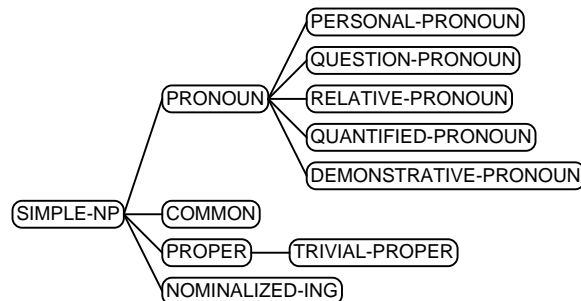 PERSONAL-PRONOUN
QUESTION-PRONOUN
PRONOUN
RELATIVE-PRONOUN
QUANTIFIED-PRONOUN
DEMONSTRATIVE-PRONOUN
SIMPLE-NP
COMMON
PROPER
TRIVIAL-PROPER
NOMINALIZED-ING